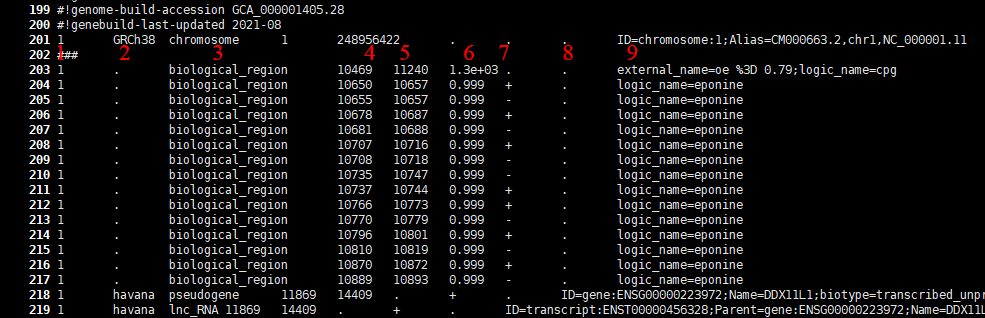 199 #!genome-build-accession GCA_000001405.28
200 #!genebuild-last-updated 2021-08
201 1 GRCh38 chromosome 1 248956422 . . . ID=chromosome:1;Alias=CM000663.2,chr1,NC_000001.11
1 2 3 4 5 6 7 8 9
202 ###
203 1 . biological_region 10469 11240 1.3e+03 . . external_name=oe %3D 0.79;logic_name=cpg
204 1 . biological_region 10650 10657 0.999 + . logic_name=eponine
205 1 . biological_region 10655 10657 0.999 - . logic_name=eponine
206 1 . biological_region 10678 10687 0.999 + . logic_name=eponine
207 1 . biological_region 10681 10688 0.999 - . logic_name=eponine
208 1 . biological_region 10707 10716 0.999 + . logic_name=eponine
209 1 . biological_region 10708 10718 0.999 - . logic_name=eponine
210 1 . biological_region 10735 10747 0.999 - . logic_name=eponine
211 1 . biological_region 10737 10744 0.999 + . logic_name=eponine
212 1 . biological_region 10766 10773 0.999 + . logic_name=eponine
213 1 . biological_region 10770 10779 0.999 - . logic_name=eponine
214 1 . biological_region 10796 10801 0.999 + . logic_name=eponine
215 1 . biological_region 10810 10819 0.999 - . logic_name=eponine
216 1 . biological_region 10870 10872 0.999 + . logic_name=eponine
217 1 . biological_region 10889 10893 0.999 - . logic_name=eponine
218 1 havana pseudogene 11869 14409 . + . ID=gene:ENSG00000223972;Name=DDX11L1;biotype=transcribed_unpr
219 1 havana lnc_RNA 11869 14409 . + . ID=transcript:ENST00000456328;Parent=gene:ENSG00000223972;Name=DDX11